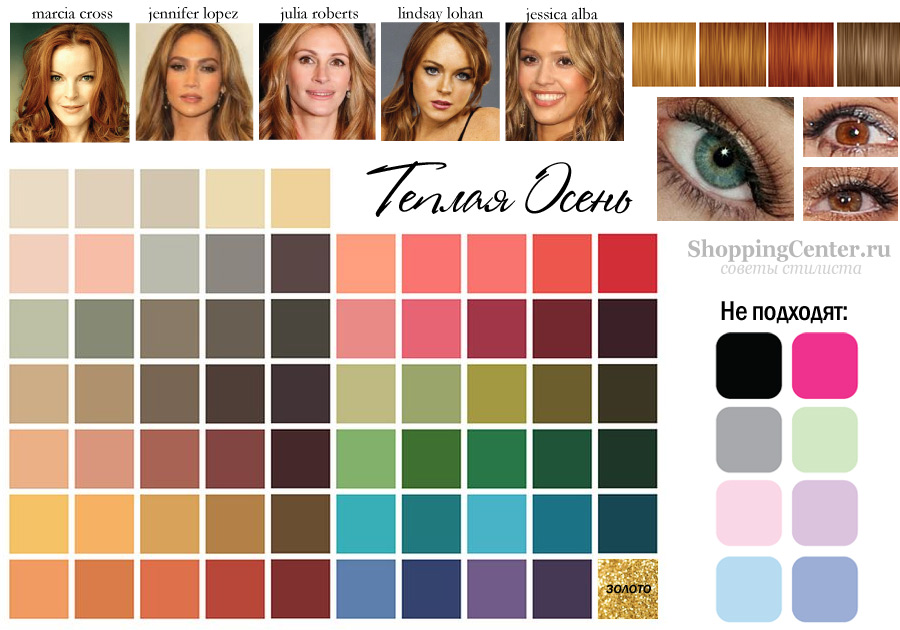 marcia cross
jennifer lopez
julia roberts
lindsay lohan
jessica alba
Теплая Осень
ShoppingCenter.ru
советы стилиста
Не подходят:
ЗОЛОТО